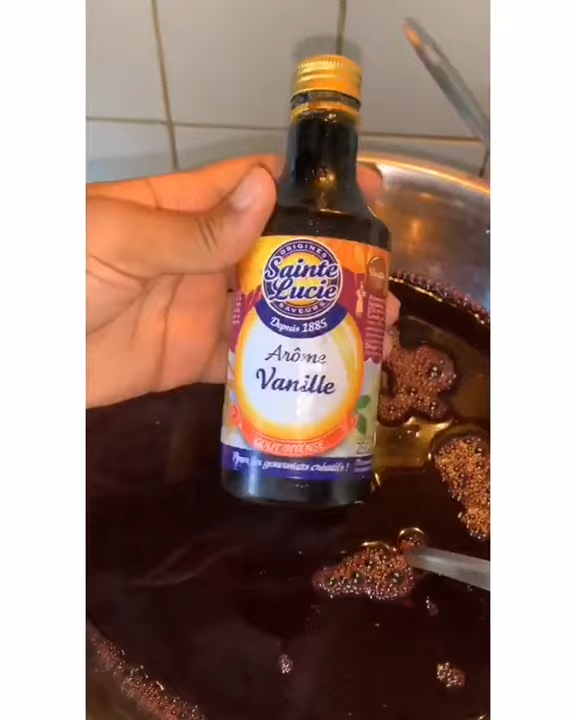 ORIGINES
Sainte
Lucie
SAVEURS
Depuis 1885
Arôme
Vanille
GOÛT INTENSE
Pour les gourmets créatifs !